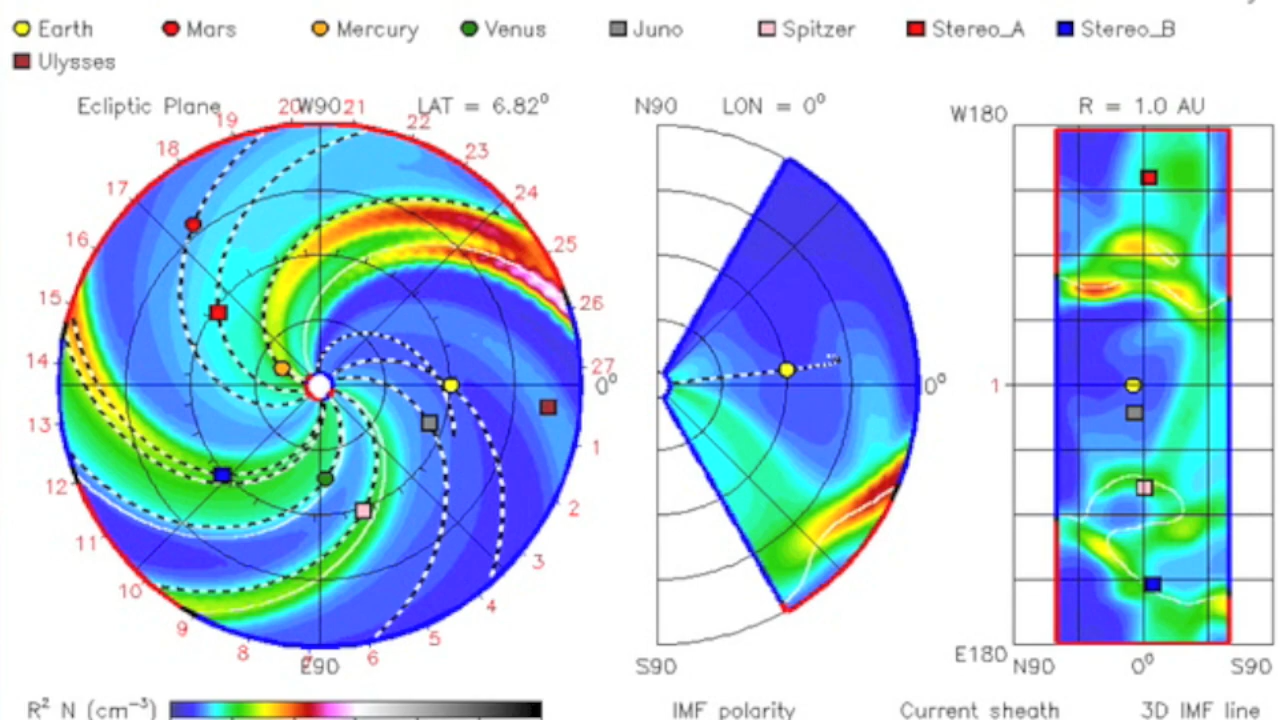 Earth Mars Mercury Venus Juno Spitzer Stereo_A Stereo_B
Ulysses
Ecliptic Plane W90 LAT = 6.82°
N90 LON = 0°
R = 1.0 AU
W180
20 21
19 22
18 23
17 24
16 25
15 26
14 27
0°
0°
1
13 1
12 2
11 3
10 4
9 5
8 6
E90
S90
E180
N90 0° S90
R² N (cm⁻³)
IMF polarity
Current sheath
3D IMF line